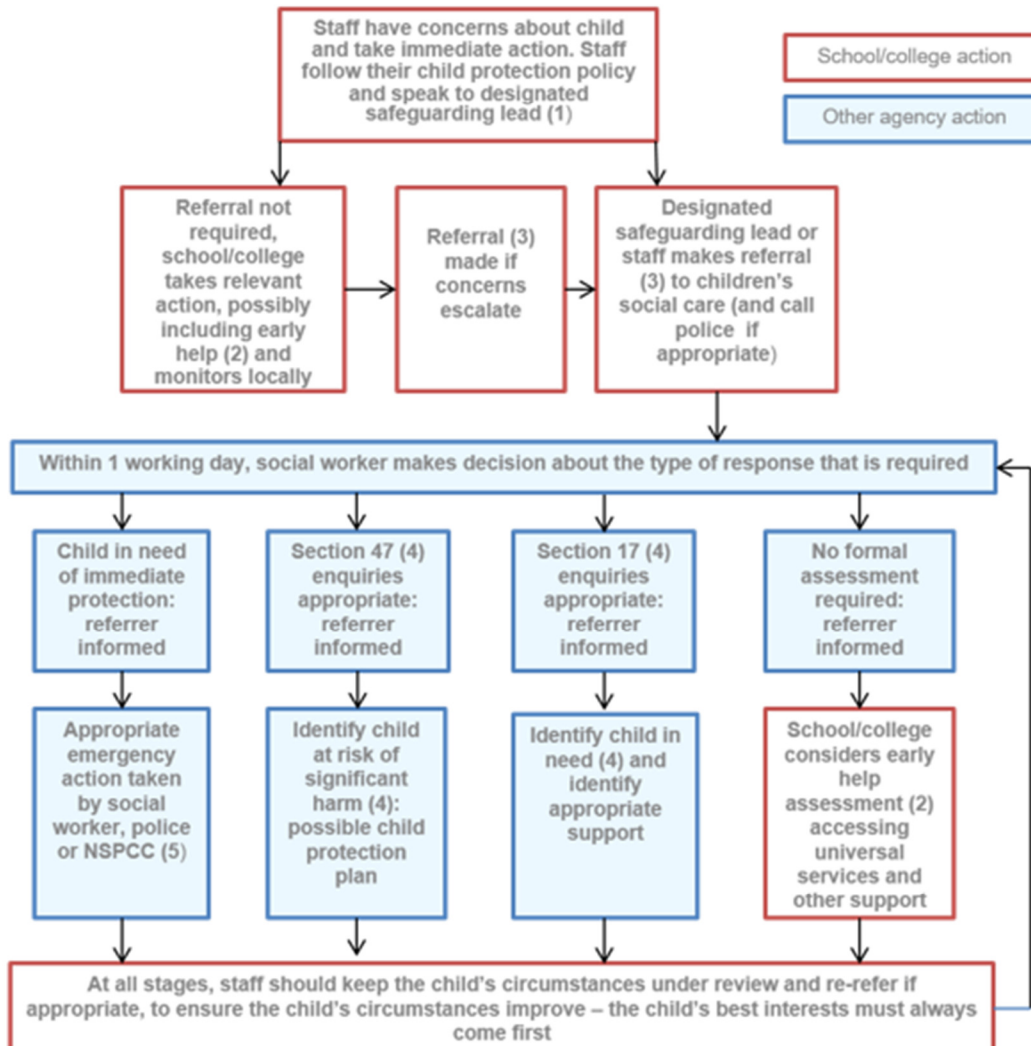 Staff have concerns about child
and take immediate action. Staff
follow their child protection policy
and speak to designated
safeguarding lead (1)
School/college action
Other agency action
Referral not
required,
school/college
takes relevant
action, possibly
including early
help (2) and
monitors locally
Referral (3)
made if
concerns
escalate
Designated
safeguarding lead or
staff makes referral
(3) to children's
social care (and call
police if
appropriate)
Within 1 working day, social worker makes decision about the type of response that is required
Child in need
of immediate
protection:
referrer
informed
Section 47 (4)
enquiries
appropriate:
referrer
informed
Section 17 (4)
enquiries
appropriate:
referrer
informed
No formal
assessment
required:
referrer
informed
Appropriate
emergency
action taken
by social
worker, police
or NSPCC (5)
Identify child
at risk of
significant
harm (4):
possible child
protection
plan
Identify child in
need (4) and
identify
appropriate
support
School/college
considers early
help
assessment (2)
accessing
universal
services and
other support
At all stages, staff should keep the child's circumstances under review and re-refer if
appropriate, to ensure the child's circumstances improve – the child's best interests must always
come first